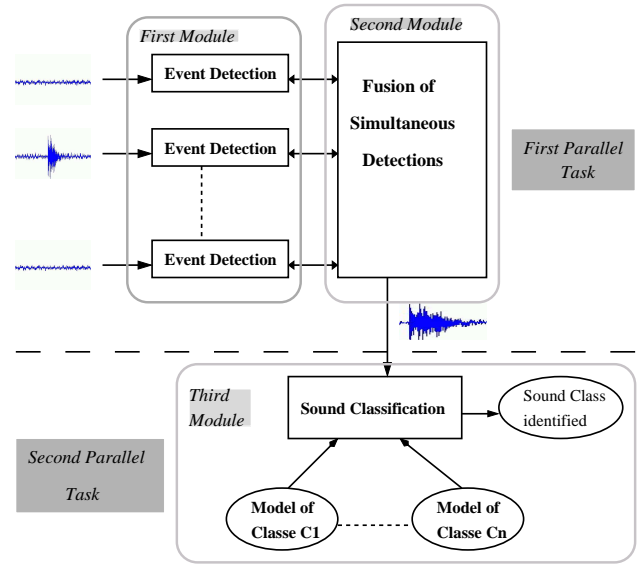 First Module
Second Module
Event Detection
Event Detection
Event Detection
Fusion of
Simultaneous
Detections
First Parallel
Task
Third
Module
Sound Classification
Sound Class
identified
Second Parallel
Task
Model of
Classe C1
Model of
Classe Cn